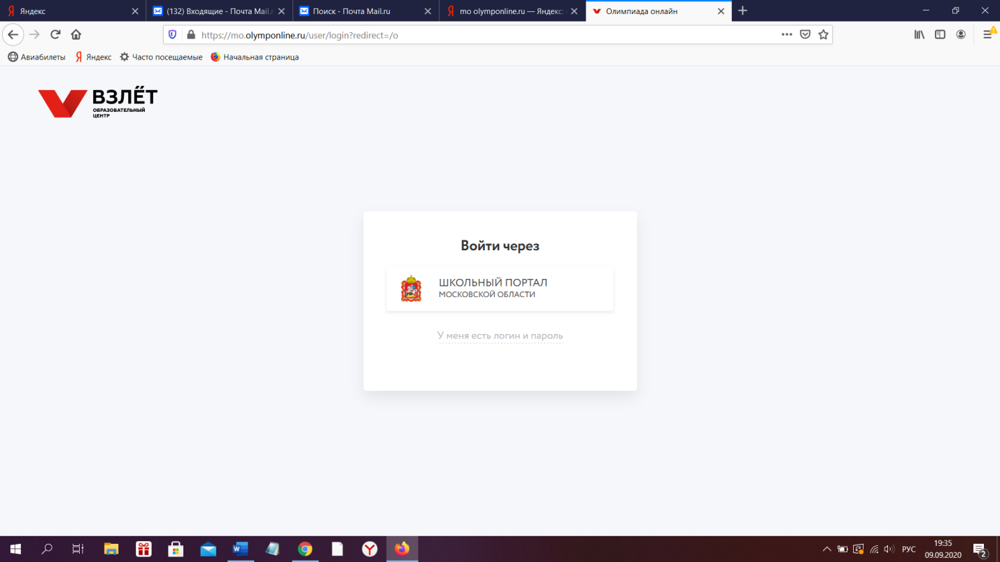 Яндекс
(132) Входящие - Почта Mail.r
Поиск - Почта Mail.ru
mo olymponline.ru — Яндекс:
Олимпиада онлайн
https://mo.olymponline.ru/user/login?redirect=/o
Авиабилеты
Яндекс
Часто посещаемые
Начальная страница
ВЗЛЁТ
ОБРАЗОВАТЕЛЬНЫЙ
ЦЕНТР
Войти через
ШКОЛЬНЫЙ ПОРТАЛ
МОСКОВСКОЙ ОБЛАСТИ
У меня есть логин и пароль
РУС
19:35
09.09.2020
2